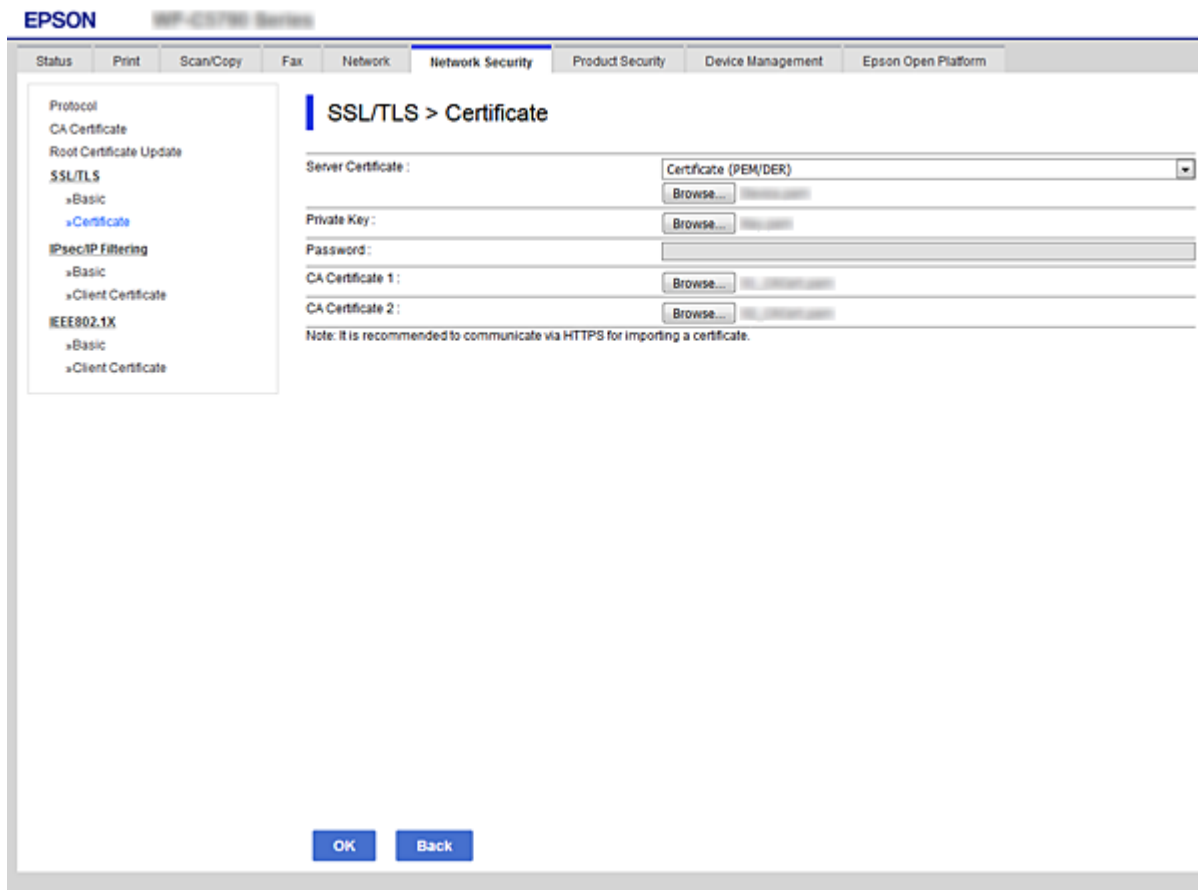 EPSON
Status Print Scan/Copy Fax Network Network Security Product Security Device Management Epson Open Platform
Protocol
CA Certificate
Root Certificate Update
SSL/TLS
»Basic
»Certificate
IPsec/IP Filtering
»Basic
»Client Certificate
IEEE802.1X
»Basic
»Client Certificate
SSL/TLS > Certificate
Server Certificate : Certificate (PEM/DER)
Browse...
Private Key : Browse...
Password :
CA Certificate 1 : Browse...
CA Certificate 2 : Browse...
Note: It is recommended to communicate via HTTPS for importing a certificate.
OK Back